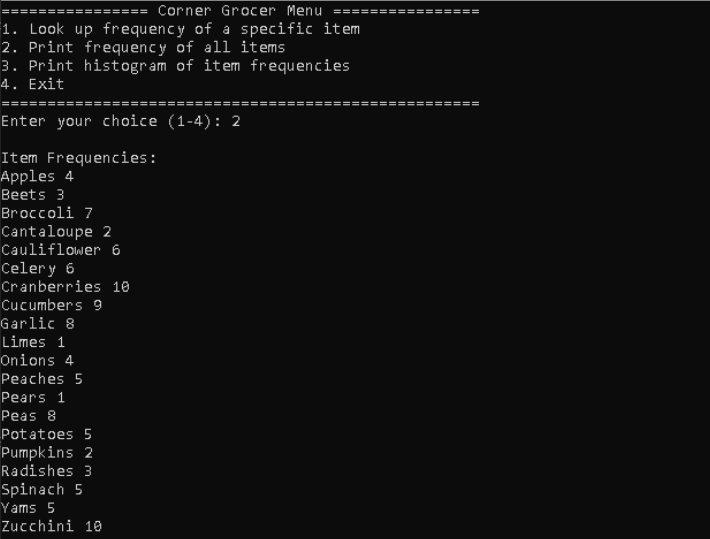 ================ Corner Grocer Menu ================
1. Look up frequency of a specific item
2. Print frequency of all items
3. Print histogram of item frequencies
4. Exit
====================================================
Enter your choice (1-4): 2

Item Frequencies:
Apples 4
Beets 3
Broccoli 7
Cantaloupe 2
Cauliflower 6
Celery 6
Cranberries 10
Cucumbers 9
Garlic 8
Limes 1
Onions 4
Peaches 5
Pears 1
Peas 8
Potatoes 5
Pumpkins 2
Radishes 3
Spinach 5
Yams 5
Zucchini 10